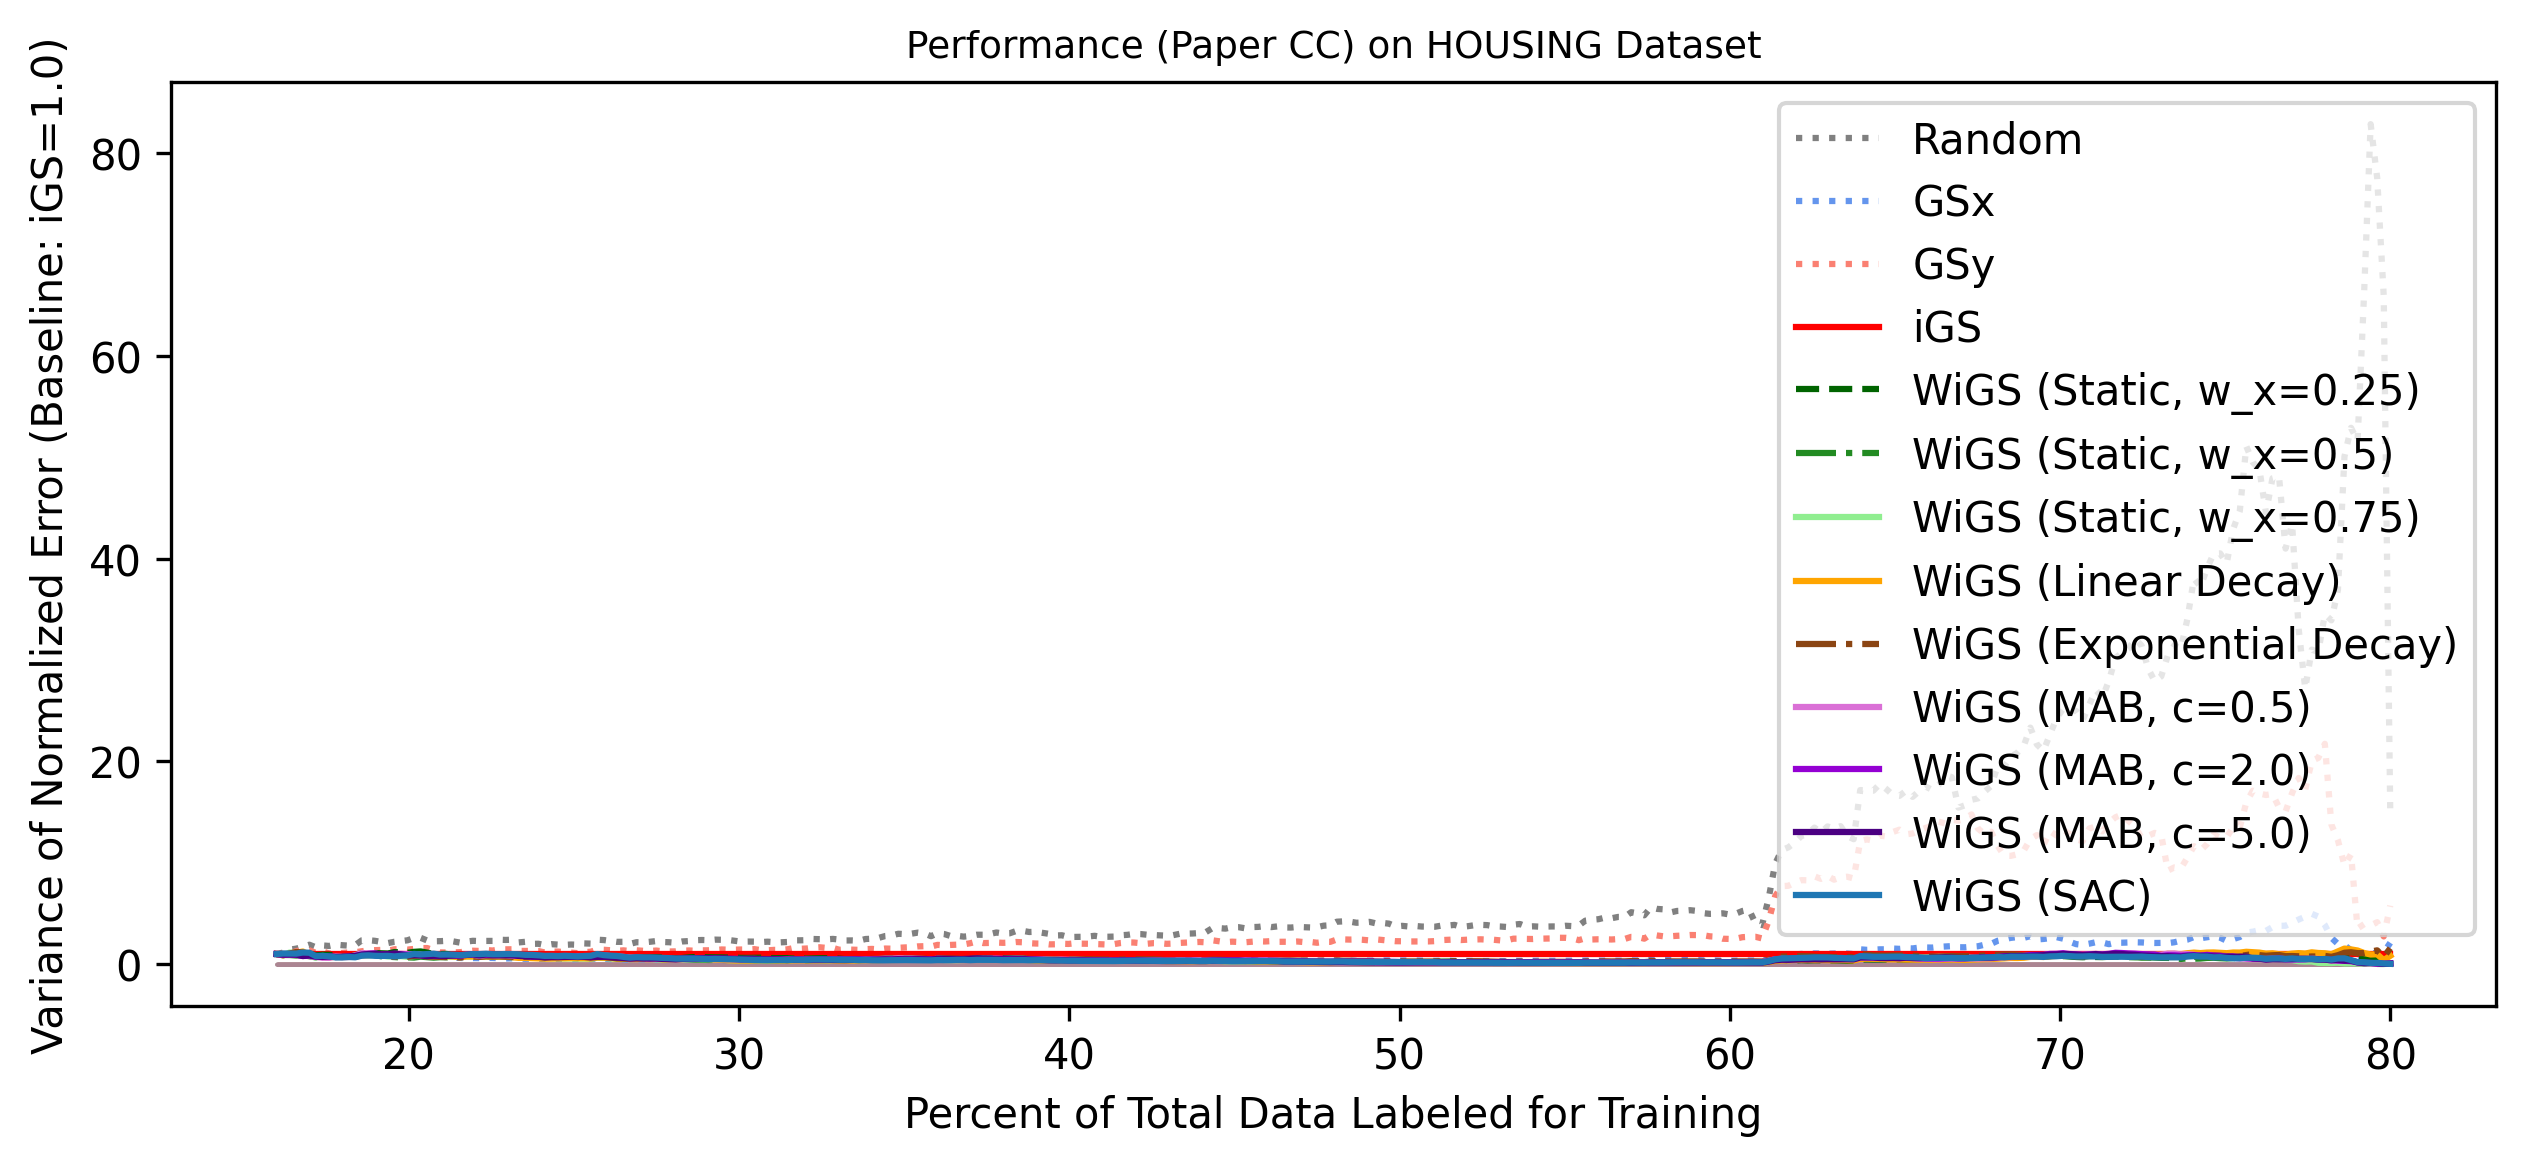 Performance (Paper CC) on HOUSING Dataset
Variance of Normalized Error (Baseline: iGS=1.0)
80
60
40
20
0
Random
GSx
GSy
iGS
WiGS (Static, w_x=0.25)
WiGS (Static, w_x=0.5)
WiGS (Static, w_x=0.75)
WiGS (Linear Decay)
WiGS (Exponential Decay)
WiGS (MAB, c=0.5)
WiGS (MAB, c=2.0)
WiGS (MAB, c=5.0)
WiGS (SAC)
20 30 40 50 60 70 80
Percent of Total Data Labeled for Training